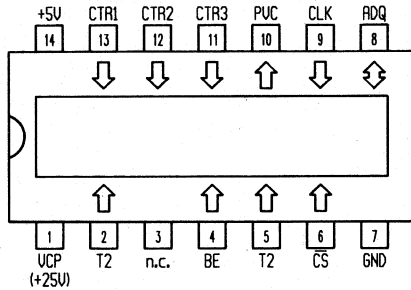 +5V CTR1 CTR2 CTR3 PVC CLK ADQ
14 13 12 11 10 9 8
1 2 3 4 5 6 7
VCP T2 n.c. BE T2 C̅S̅ GND
(+25V)